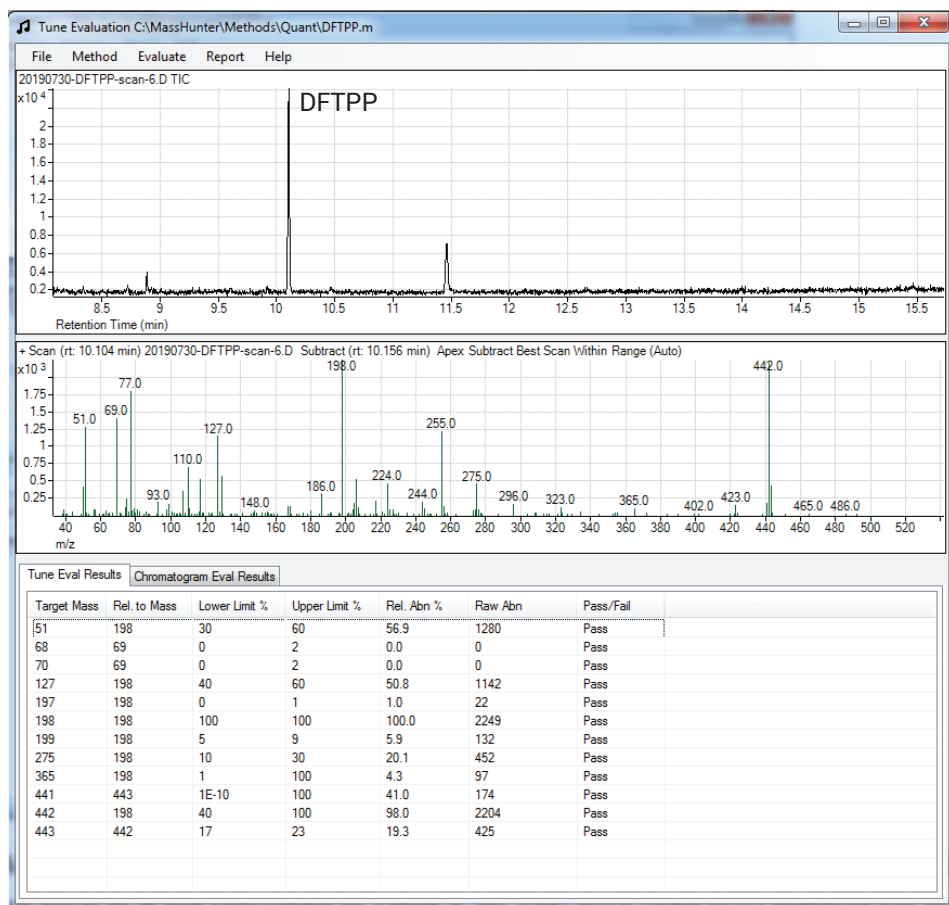 Tune Evaluation C:\MassHunter\Methods\Quant\DFTPP.m
File Method Evaluate Report Help
20190730-DFTPP-scan-6.D TIC
x10 4
DFTPP
2
1.8
1.6
1.4
1.2
1
0.8
0.6
0.4
0.2
8.5 9 9.5 10 10.5 11 11.5 12 12.5 13 13.5 14 14.5 15 15.5
Retention Time (min)
+ Scan (rt: 10.104 min) 20190730-DFTPP-scan-6.D Subtract (rt: 10.156 min) Apex Subtract Best Scan Within Range (Auto)
x10 3
198.0 442.0
1.75 77.0
1.5 51.0 69.0
1.25 127.0 255.0
1
0.75 110.0
0.5 93.0 148.0 186.0 224.0 244.0 275.0
0.25 296.0 323.0 365.0 402.0 423.0 465.0 486.0
40 60 80 100 120 140 160 180 200 220 240 260 280 300 320 340 360 380 400 420 440 460 480 500 520
m/z
Tune Eval Results Chromatogram Eval Results
Target Mass Rel. to Mass Lower Limit % Upper Limit % Rel. Abn % Raw Abn Pass/Fail
51 198 30 60 56.9 1280 Pass
68 69 0 2 0.0 0 Pass
70 69 0 2 0.0 0 Pass
127 198 40 60 50.8 1142 Pass
197 198 0 1 1.0 22 Pass
198 198 100 100 100.0 2249 Pass
199 198 5 9 5.9 132 Pass
275 198 10 30 20.1 452 Pass
365 198 1 100 4.3 97 Pass
441 443 1E-10 100 41.0 174 Pass
442 198 40 100 98.0 2204 Pass
443 442 17 23 19.3 425 Pass